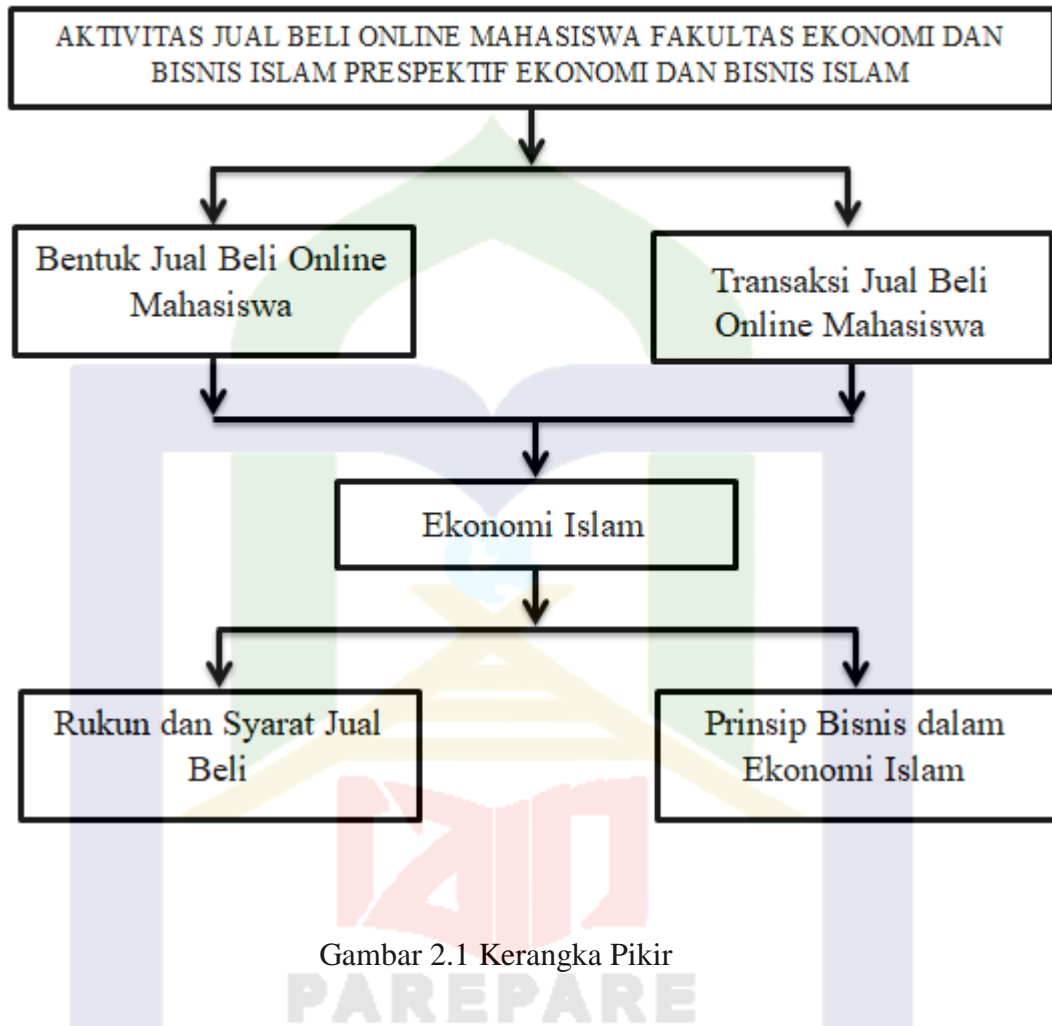 AKTIVITAS JUAL BELI ONLINE MAHASISWA FAKULTAS EKONOMI DAN
BISNIS ISLAM PRESPEKTIF EKONOMI DAN BISNIS ISLAM
Bentuk Jual Beli Online
Mahasiswa
Transaksi Jual Beli
Online Mahasiswa
Ekonomi Islam
Rukun dan Syarat Jual
Beli
Prinsip Bisnis dalam
Ekonomi Islam
Gambar 2.1 Kerangka Pikir
PAREPARE